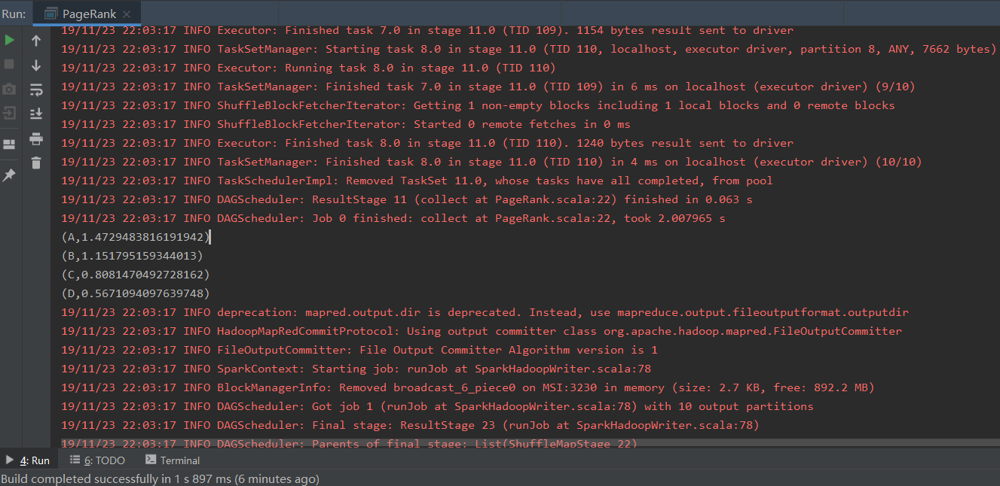 Run: PageRank
19/11/23 22:03:17 INFO Executor: Finished task 7.0 in stage 11.0 (TID 109). 1154 bytes result sent to driver
19/11/23 22:03:17 INFO TaskSetManager: Starting task 8.0 in stage 11.0 (TID 110, localhost, executor driver, partition 8, ANY, 7662 bytes)
19/11/23 22:03:17 INFO Executor: Running task 8.0 in stage 11.0 (TID 110)
19/11/23 22:03:17 INFO TaskSetManager: Finished task 7.0 in stage 11.0 (TID 109) in 6 ms on localhost (executor driver) (9/10)
19/11/23 22:03:17 INFO ShuffleBlockFetcherIterator: Getting 1 non-empty blocks including 1 local blocks and 0 remote blocks
19/11/23 22:03:17 INFO ShuffleBlockFetcherIterator: Started 0 remote fetches in 0 ms
19/11/23 22:03:17 INFO Executor: Finished task 8.0 in stage 11.0 (TID 110). 1240 bytes result sent to driver
19/11/23 22:03:17 INFO TaskSetManager: Finished task 8.0 in stage 11.0 (TID 110) in 4 ms on localhost (executor driver) (10/10)
19/11/23 22:03:17 INFO TaskSchedulerImpl: Removed TaskSet 11.0, whose tasks have all completed, from pool
19/11/23 22:03:17 INFO DAGScheduler: ResultStage 11 (collect at PageRank.scala:22) finished in 0.063 s
19/11/23 22:03:17 INFO DAGScheduler: Job 0 finished: collect at PageRank.scala:22, took 2.007965 s
(A,1.4729483816191942)
(B,1.151795159344013)
(C,0.8081470492728162)
(D,0.5671094097639748)
19/11/23 22:03:17 INFO deprecation: mapred.output.dir is deprecated. Instead, use mapreduce.output.fileoutputformat.outputdir
19/11/23 22:03:17 INFO HadoopMapRedCommitProtocol: Using output committer class org.apache.hadoop.mapred.FileOutputCommitter
19/11/23 22:03:17 INFO FileOutputCommitter: File Output Committer Algorithm version is 1
19/11/23 22:03:17 INFO SparkContext: Starting job: runJob at SparkHadoopWriter.scala:78
19/11/23 22:03:17 INFO BlockManagerInfo: Removed broadcast_6_piece0 on MSI:3230 in memory (size: 2.7 KB, free: 892.2 MB)
19/11/23 22:03:17 INFO DAGScheduler: Got job 1 (runJob at SparkHadoopWriter.scala:78) with 10 output partitions
19/11/23 22:03:17 INFO DAGScheduler: Final stage: ResultStage 23 (runJob at SparkHadoopWriter.scala:78)
19/11/23 22:03:17 INFO DAGScheduler: Parents of final stage: List(ShuffleMapStage 22)
4: Run 6: TODO Terminal
Build completed successfully in 1 s 897 ms (6 minutes ago)